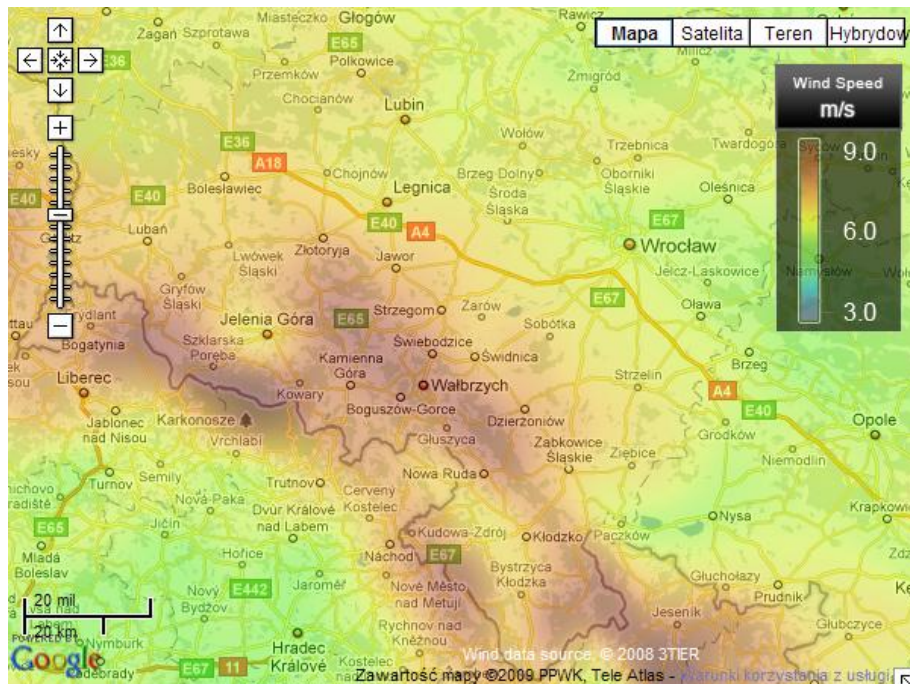 Miasteczko
Głogów
Rawicz
Żagań
Szprotawa
E65
Mapa
Satelita
Teren
Hybrydow
E36
Polkowice
Milicz
Przemków
Żmigród
Wind Speed
m/s
Chocianów
Lubin
Wołów
9.0
E36
Trzebnica
Twardogóra
A18
Chojnów
Brzeg Dolny
Oborniki
Śląskie
Bolesławiec
Legnica
Środa
Śląska
Oleśnica
E40
E40
E40
E67
6.0
Lubań
A4
Złotoryja
Wrocław
Lwówek
Śląski
Jawor
Jelcz-Laskowice
Namysłów
Gryfów
Śląski
E67
Oława
3.0
Strzegom
Żarów
Jelenia Góra
E65
Sobótka
Bogatynia
Szklarska
Poręba
Świebodzice
Kamienna
Góra
Świdnica
Brzeg
Liberec
Kowary
Wałbrzych
Strzelin
A4
Boguszów-Gorce
E40
Jablonec
nad Nisou
Karkonosze
Dzierżoniów
Opole
Vrchlabí
Głuszyca
Grodków
Ząbkowice
Śląskie
Ziębice
Niemodlin
Semily
Nowa Ruda
Turnov
Trutnov
Nová Paka
Červený
Kostelec
Krapkowi
Dvůr Králové
nad Labem
Nysa
E65
Jičín
Kudowa-Zdrój
Kłodzko
Paczków
Mladá
Boleslav
Hořice
Náchod
E67
Bystrzyca
Kłodzka
Głuchołazy
E442
Jaroměř
Nové Město
nad Metují
Prudnik
20 mil
Nový
Bydžov
Jeseník
20 km
Rychnov nad
Kněžnou
Głubczyce
POWERED BY
Google
Nymburk
Hradec
Králové
E67
11
Kostelec
Wind data source, © 2008 3TIER
Zawartość mapy ©2009 PPWK, Tele Atlas - Warunki korzystania z usługi